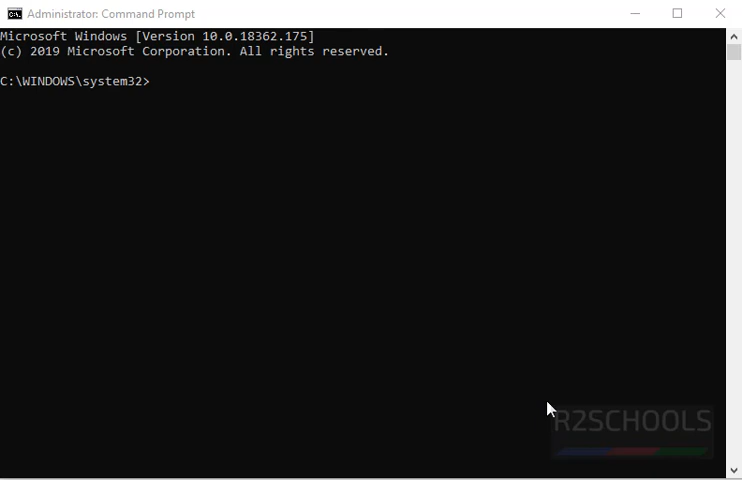 Administrator: Command Prompt
Microsoft Windows [Version 10.0.18362.175]
(c) 2019 Microsoft Corporation. All rights reserved.
C:\WINDOWS\system32>
R2SCHOOLS